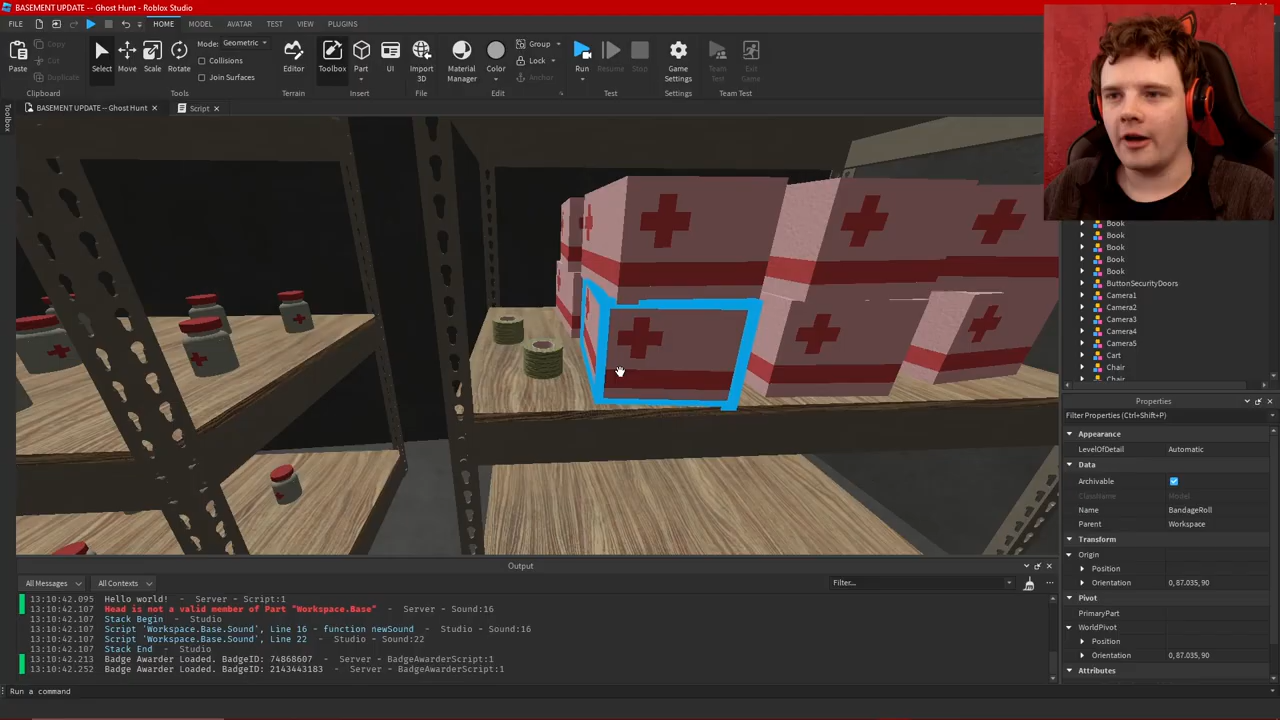 BASEMENT UPDATE -- Ghost Hunt - Roblox Studio
FILE
HOME
MODEL
AVATAR
TEST
VIEW
PLUGINS
Paste
Copy
Cut
Duplicate
Clipboard
Select
Move
Scale
Rotate
Mode: Geometric
Collisions
Join Surfaces
Tools
Editor
Terrain
Toolbox
Part
UI
Insert
Import
3D
File
Material
Manager
Color
Group
Lock
Anchor
Edit
Run
Resume
Stop
Test
Game
Settings
Settings
Team
Test
Exit
Game
Team Test
BASEMENT UPDATE -- Ghost Hunt
Script
Toolbox
Book
Book
Book
Book
Book
ButtonSecurityDoors
Camera1
Camera2
Camera3
Camera4
Camera5
Cart
Chair
Chair
Properties
Filter Properties (Ctrl+Shift+P)
Appearance
LevelOfDetail Automatic
Data
Archivable
ClassName Model
Name BandageRoll
Parent Workspace
Transform
Origin
Position
Orientation 0, 87.035, 90
Pivot
PrimaryPart
WorldPivot
Position
Orientation 0, 87.035, 90
Attributes
Output
All Messages
All Contexts
Filter...
13:10:42.095 Hello world! - Server - Script:1
13:10:42.107 Head is not a valid member of Part "Workspace.Base" - Server - Sound:16
13:10:42.107 Stack Begin - Studio
13:10:42.107 Script 'Workspace.Base.Sound', Line 16 - function newSound - Studio - Sound:16
13:10:42.107 Script 'Workspace.Base.Sound', Line 22 - Studio - Sound:22
13:10:42.107 Stack End - Studio
13:10:42.107 Badge Awarder Loaded. BadgeID: 74868607 - Server - BadgeAwarderScript:1
13:10:42.252 Badge Awarder Loaded. BadgeID: 2143443183 - Server - BadgeAwarderScript:1
Run a command